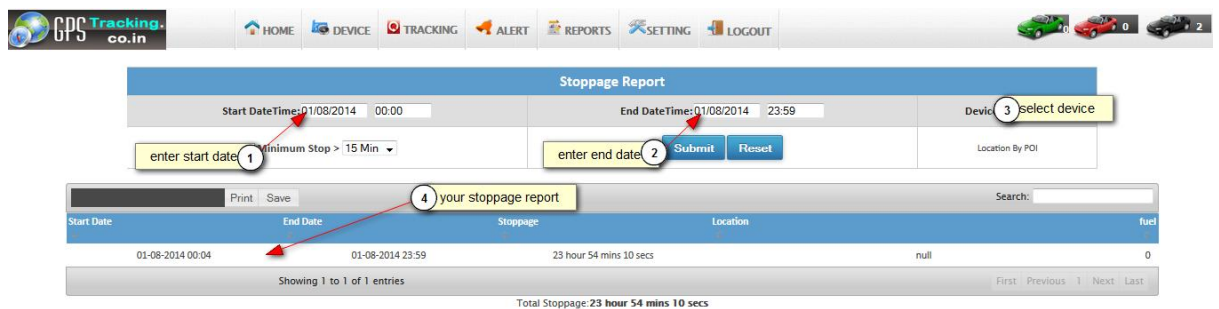 GPS Tracking.
co.in
HOME DEVICE TRACKING ALERT REPORTS SETTING LOGOUT
0 0 2
Stoppage Report
Start DateTime:01/08/2014 00:00 End DateTime:01/08/2014 23:59 Devic 3 select device
enter start date 1 Minimum Stop > 15 Min enter end date 2 Submit Reset Location By POI
Print Save 4 your stoppage report Search:
Start Date End Date Stoppage Location fuel
01-08-2014 00:04 01-08-2014 23:59 23 hour 54 mins 10 secs null 0
Showing 1 to 1 of 1 entries First Previous 1 Next Last
Total Stoppage:23 hour 54 mins 10 secs